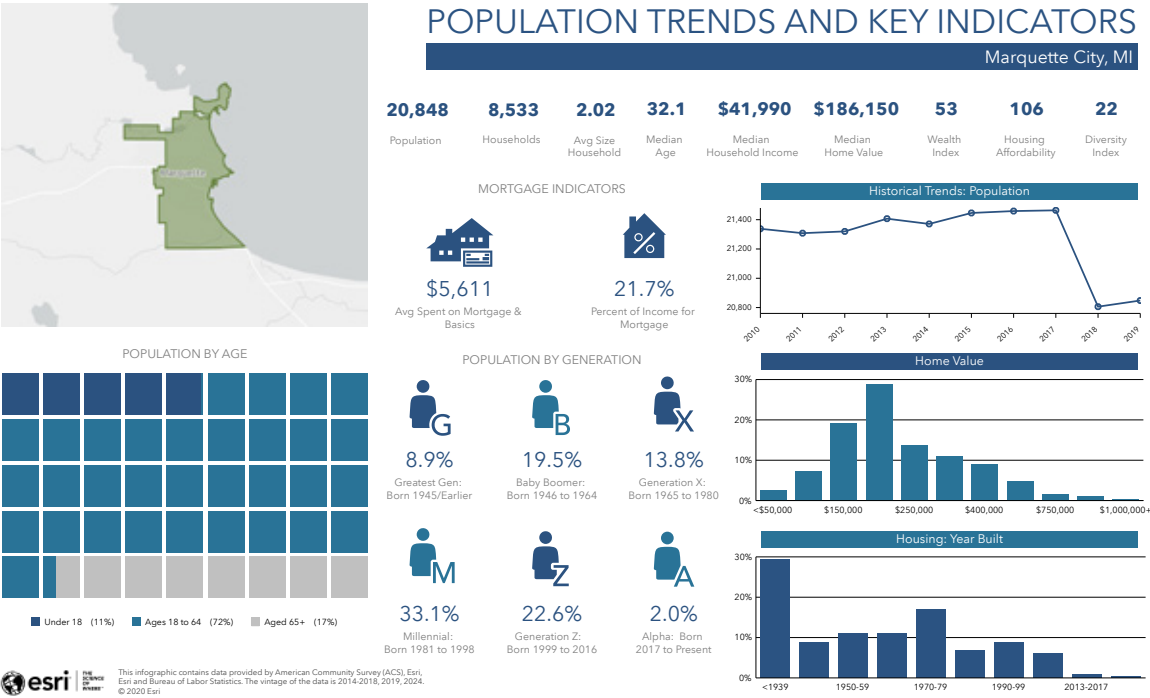 POPULATION TRENDS AND KEY INDICATORS
Marquette City, MI
Marquette
20,848
8,533
2.02
32.1
$41,990
$186,150
53
106
22
Population
Households
Avg Size
Household
Median
Age
Median
Household Income
Median
Home Value
Wealth
Index
Housing
Affordability
Diversity
Index
MORTGAGE INDICATORS
%
$5,611
Avg Spent on Mortgage &
Basics
21.7%
Percent of Income for
Mortgage
Historical Trends: Population
21,400
21,200
21,000
20,800
2010
2011
2012
2013
2014
2015
2016
2017
2018
2019
POPULATION BY AGE
Under 18 (11%)
Ages 18 to 64 (72%)
Aged 65+ (17%)
POPULATION BY GENERATION
G
8.9%
Greatest Gen:
Born 1945/Earlier
B
19.5%
Baby Boomer:
Born 1946 to 1964
X
13.8%
Generation X:
Born 1965 to 1980
M
33.1%
Millennial:
Born 1981 to 1998
Z
22.6%
Generation Z:
Born 1999 to 2016
A
2.0%
Alpha: Born
2017 to Present
Home Value
30%
20%
10%
0%
<$50,000
$150,000
$250,000
$400,000
$750,000
$1,000,000+
Housing: Year Built
30%
20%
10%
0%
<1939
1950-59
1970-79
1990-99
2013-2017
esri
THE
SCIENCE
OF
WHERE
This infographic contains data provided by American Community Survey (ACS), Esri,
Esri and Bureau of Labor Statistics. The vintage of the data is 2014-2018, 2019, 2024.
© 2020 Esri